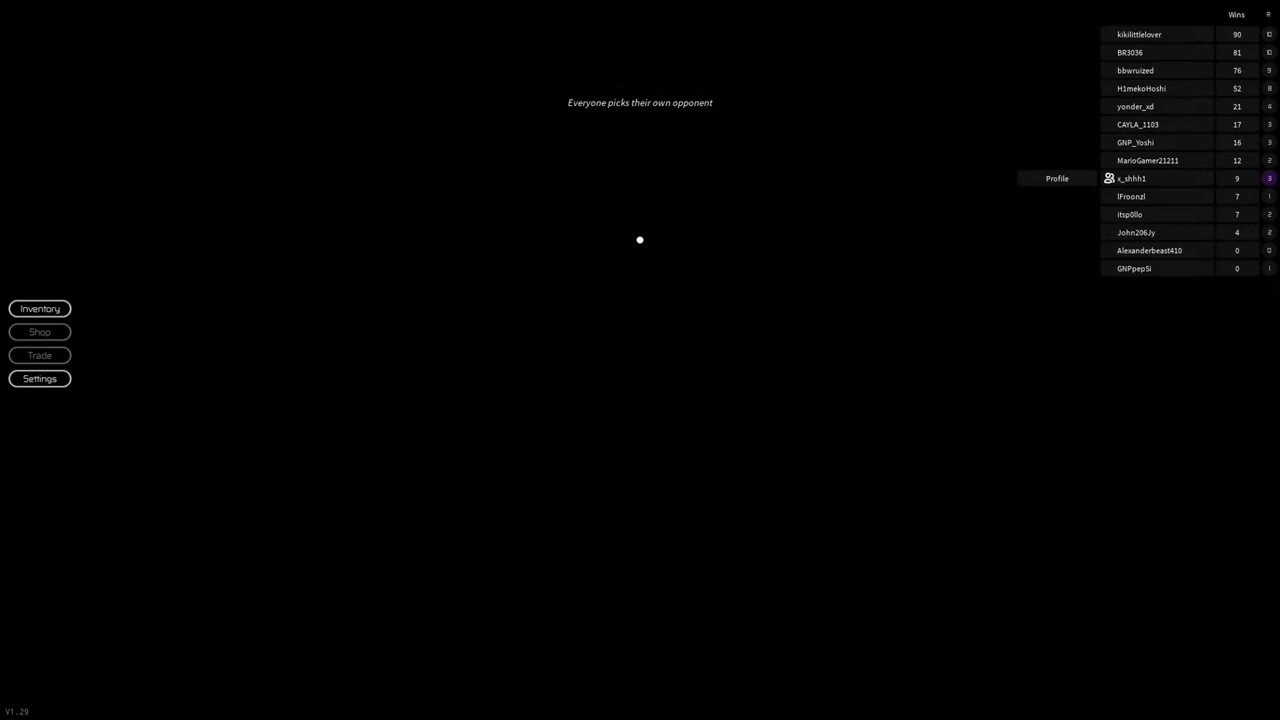 Wins R
kikilittlelover 90 10
BR3036 81 10
bbwruized 76 9
H1mekoHoshi 52 8
Everyone picks their own opponent
yonder_xd 21 4
CAYLA_1103 17 3
GNP_Yoshi 16 3
MarioGamer21211 12 2
Profile x_shhh1 9 3
lFroonzl 7 1
itsp0llo 7 2
John206Jy 4 2
Alexanderbeast410 0 0
GNPpepSi 0 1
Inventory
Shop
Trade
Settings
V1.29